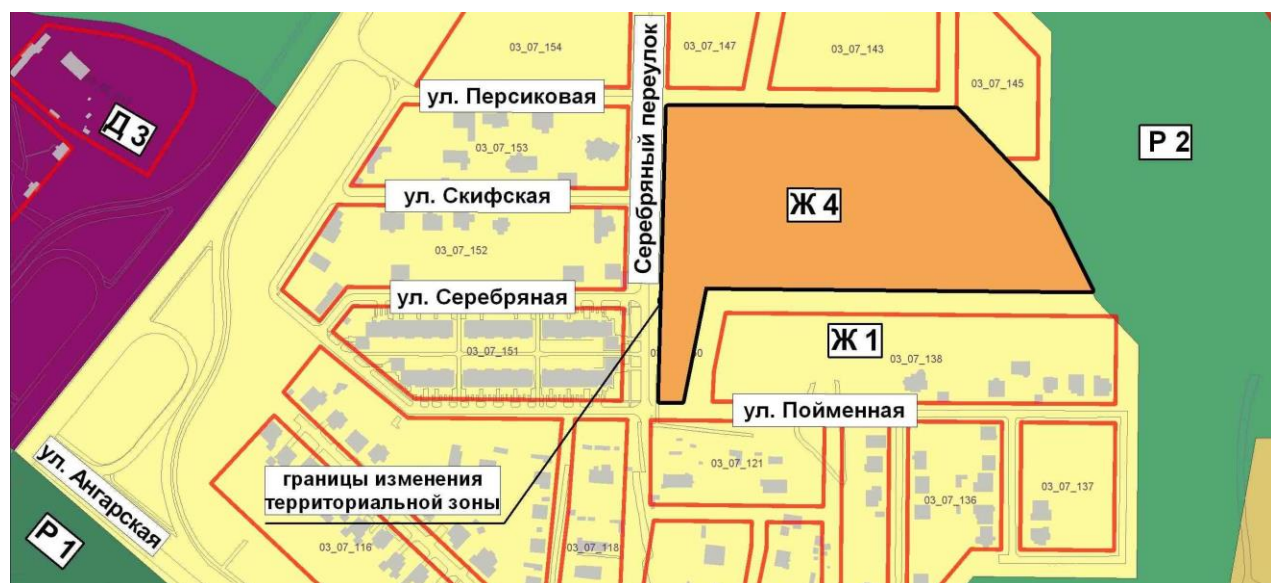 03_07_154
03_07_147
03_07_143
03_07_145
ул. Персиковая
Серебряный переулок
Д 3
03_07_153
Р 2
ул. Скифская
Ж 4
03_07_152
ул. Серебряная
03_07_151
Ж 1
03_07_138
ул. Пойменная
ул. Ангарская
границы изменения
территориальной зоны
03_07_121
03_07_136
03_07_137
Р 1
03_07_116
03_07_118